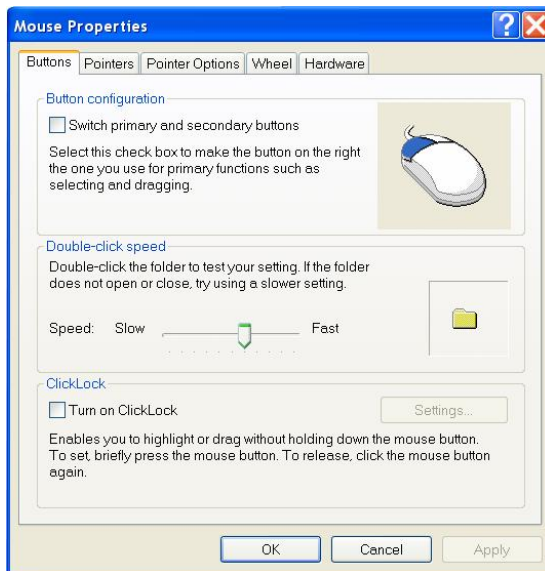 Mouse Properties
?
Buttons Pointers Pointer Options Wheel Hardware
Button configuration
Switch primary and secondary buttons
Select this check box to make the button on the right
the one you use for primary functions such as
selecting and dragging.
Double-click speed
Double-click the folder to test your setting. If the folder
does not open or close, try using a slower setting.
Speed: Slow Fast
ClickLock
Turn on ClickLock Settings...
Enables you to highlight or drag without holding down the mouse button.
To set, briefly press the mouse button. To release, click the mouse button
again.
OK Cancel Apply